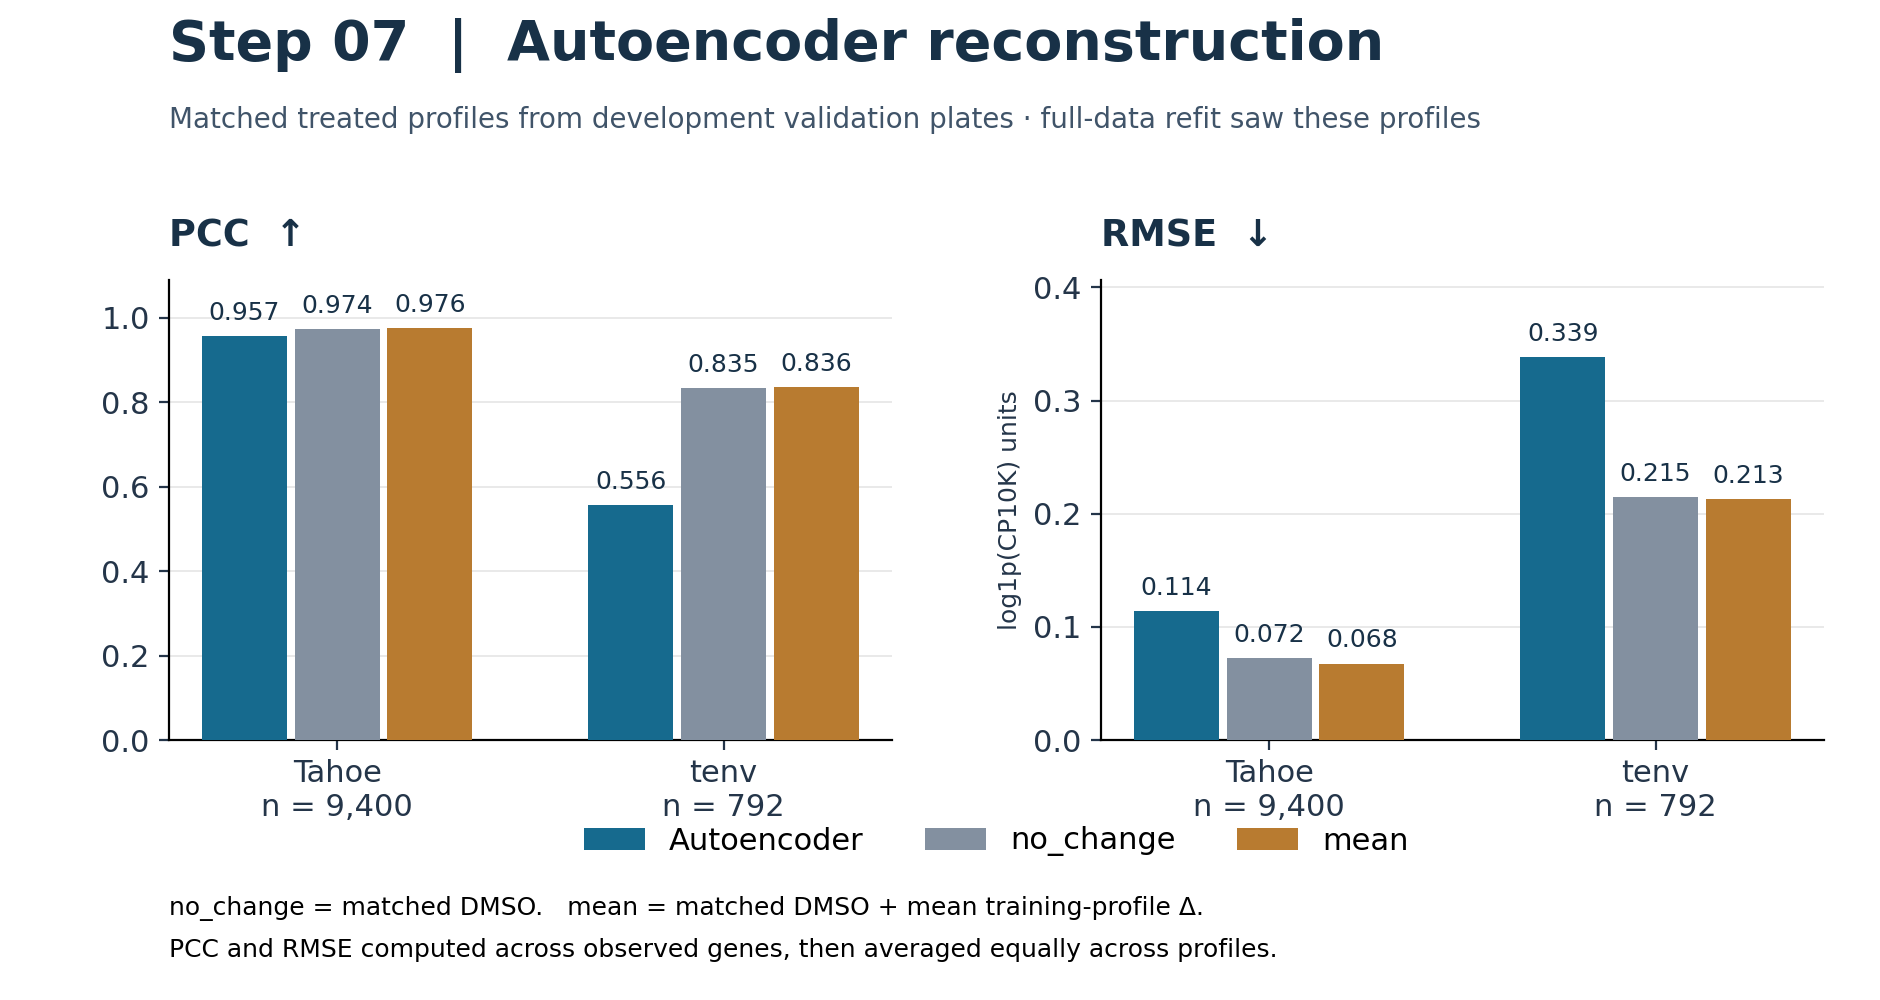 Step 07 | Autoencoder reconstruction
Matched treated profiles from development validation plates · full-data refit saw these profiles
PCC ↑
1.0
0.8
0.6
0.4
0.2
0.0
0.957
0.974
0.976
0.556
0.835
0.836
Tahoe
n = 9,400
tenv
n = 792
RMSE ↓
log1p(CP10K) units
0.4
0.3
0.2
0.1
0.0
0.114
0.072
0.068
0.339
0.215
0.213
Tahoe
n = 9,400
tenv
n = 792
Autoencoder
no_change
mean
no_change = matched DMSO. mean = matched DMSO + mean training-profile Δ.
PCC and RMSE computed across observed genes, then averaged equally across profiles.